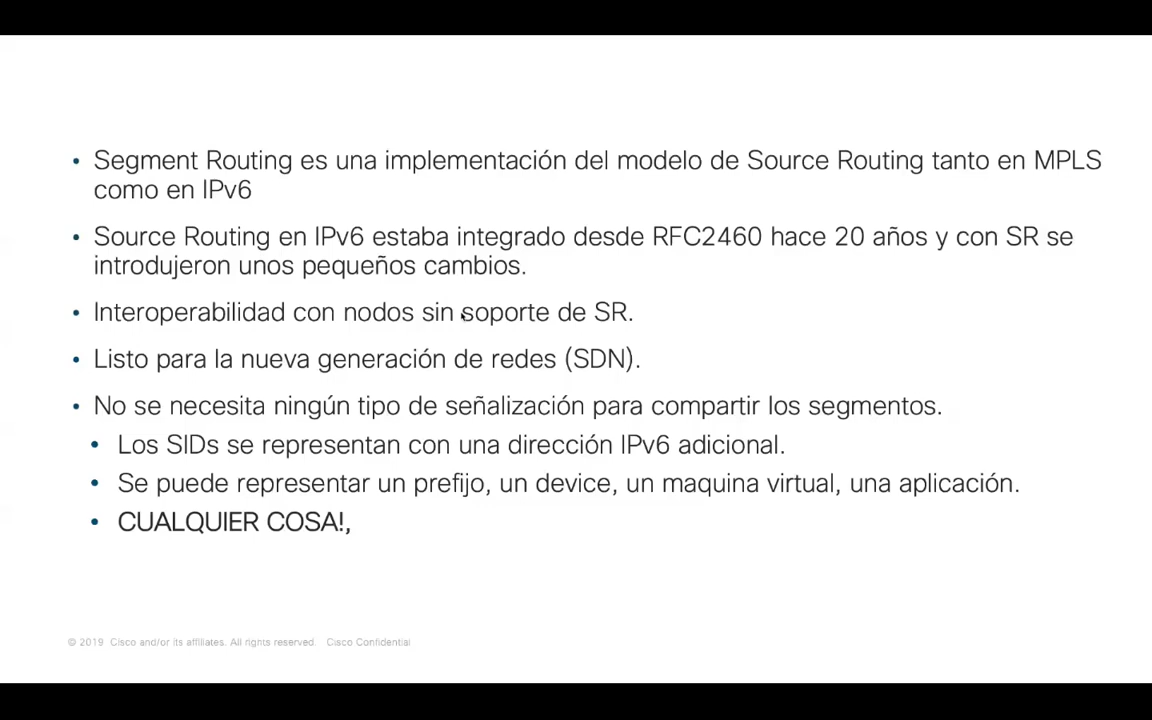 • Segment Routing es una implementación del modelo de Source Routing tanto en MPLS
como en IPv6
• Source Routing en IPv6 estaba integrado desde RFC2460 hace 20 años y con SR se
introdujeron unos pequeños cambios.
• Interoperabilidad con nodos sin soporte de SR.
• Listo para la nueva generación de redes (SDN).
• No se necesita ningún tipo de señalización para compartir los segmentos.
• Los SIDs se representan con una dirección IPv6 adicional.
• Se puede representar un prefijo, un device, un maquina virtual, una aplicación.
• CUALQUIER COSA!,
© 2019 Cisco and/or its affiliates. All rights reserved. Cisco Confidential